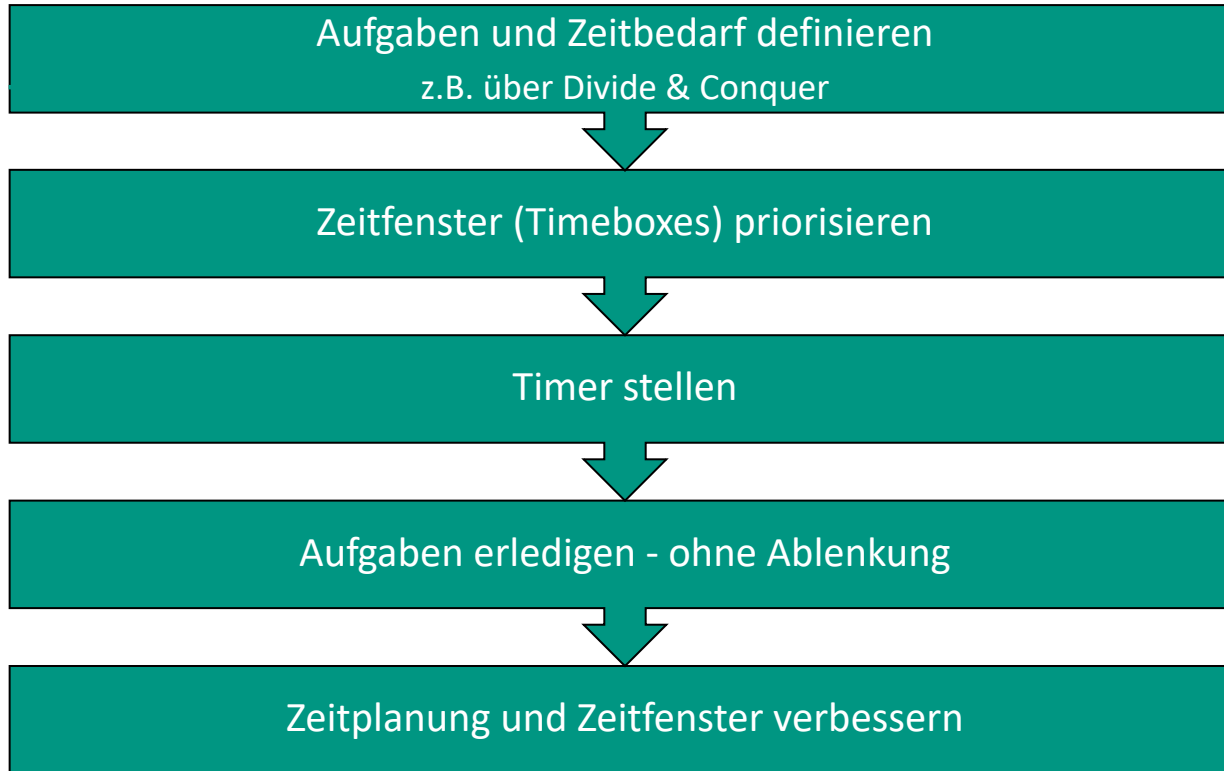 Aufgaben und Zeitbedarf definieren
z.B. über Divide & Conquer
Zeitfenster (Timeboxes) priorisieren
Timer stellen
Aufgaben erledigen - ohne Ablenkung
Zeitplanung und Zeitfenster verbessern